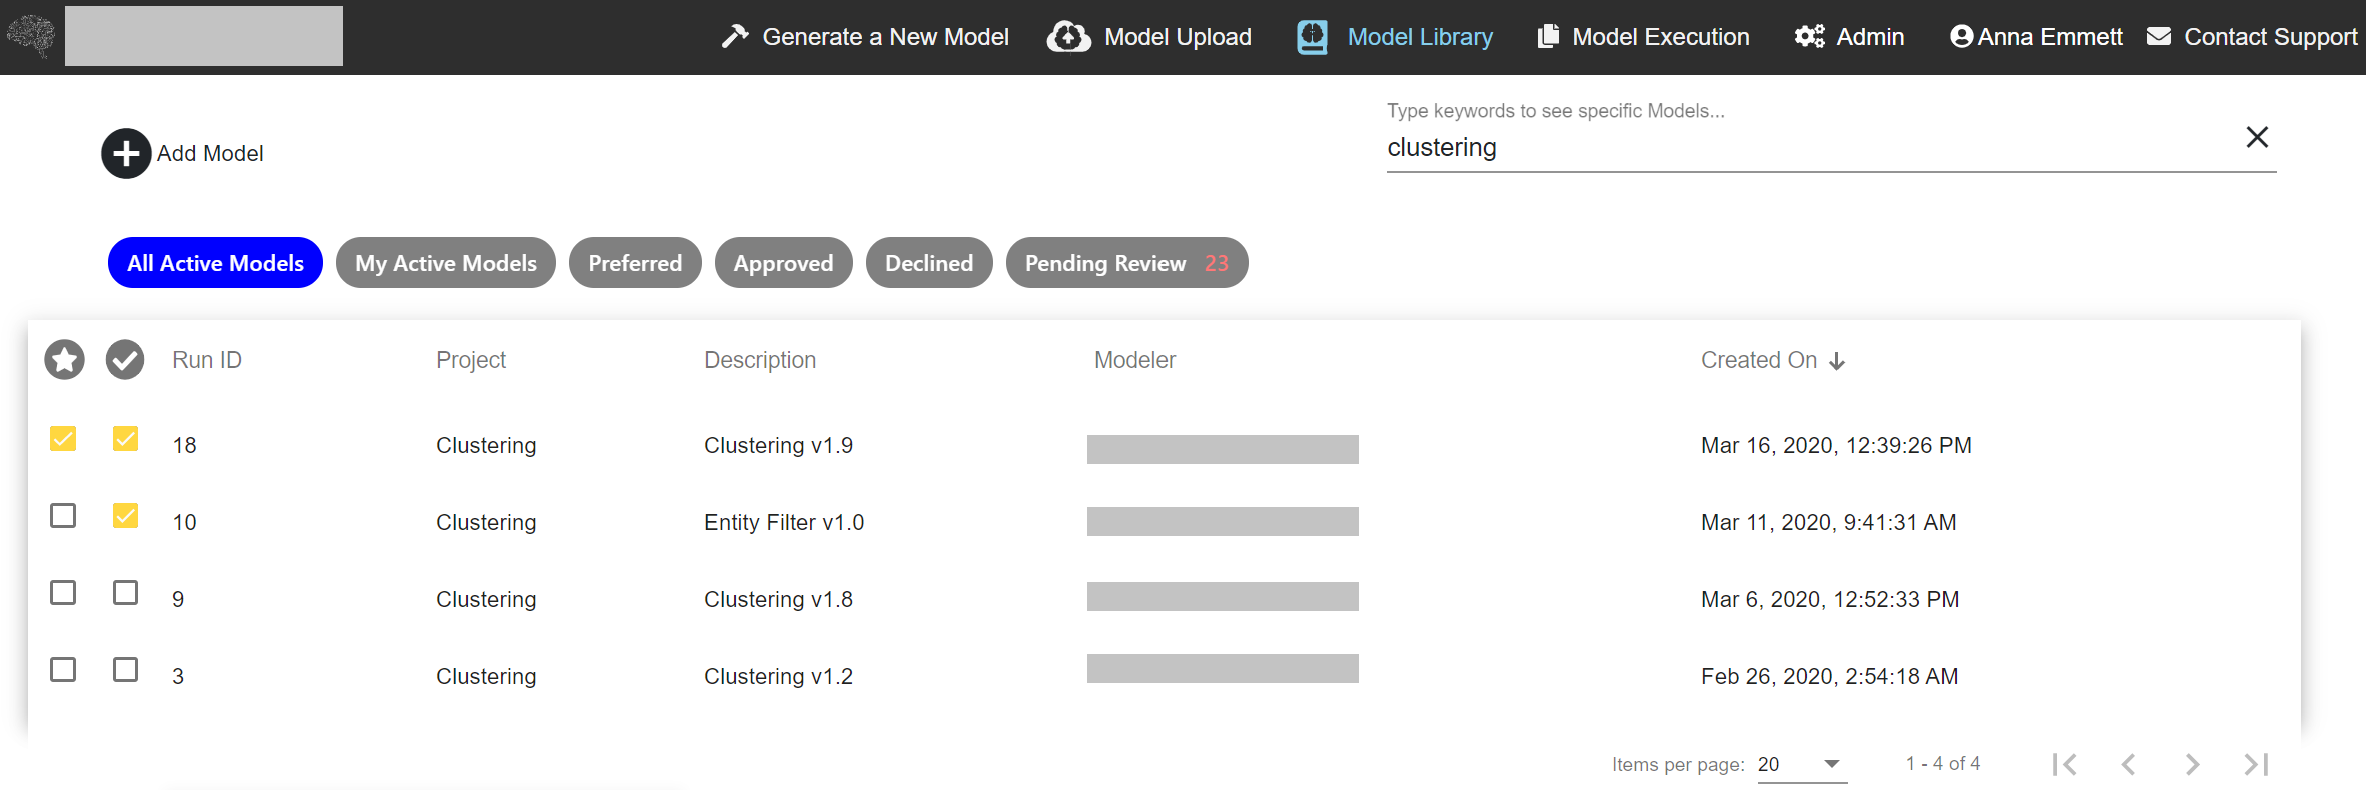 Generate a New Model Model Upload Model Library Model Execution Admin Anna Emmett Contact Support
Type keywords to see specific Models...
clustering
Add Model
All Active Models My Active Models Preferred Approved Declined Pending Review 23
Run ID Project Description Modeler Created On
18 Clustering Clustering v1.9 Mar 16, 2020, 12:39:26 PM
10 Clustering Entity Filter v1.0 Mar 11, 2020, 9:41:31 AM
9 Clustering Clustering v1.8 Mar 6, 2020, 12:52:33 PM
3 Clustering Clustering v1.2 Feb 26, 2020, 2:54:18 AM
Items per page: 20 1 - 4 of 4